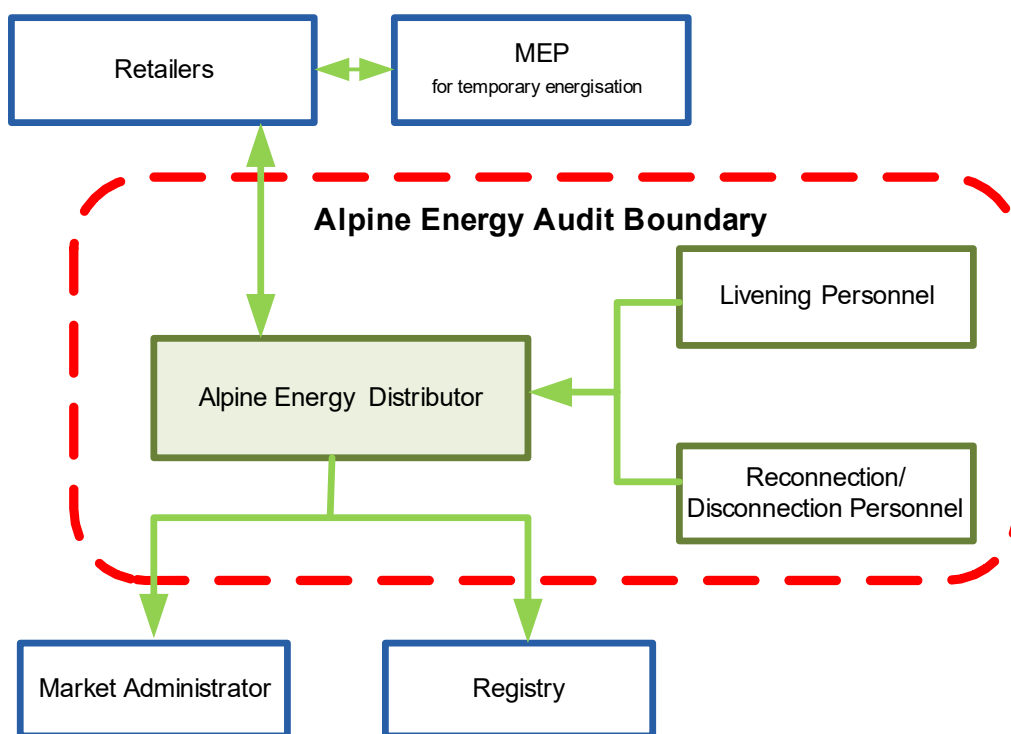 Retailers
MEP
for temporary energisation
Alpine Energy Audit Boundary
Livening Personnel
Alpine Energy Distributor
Reconnection/
Disconnection Personnel
Market Administrator
Registry